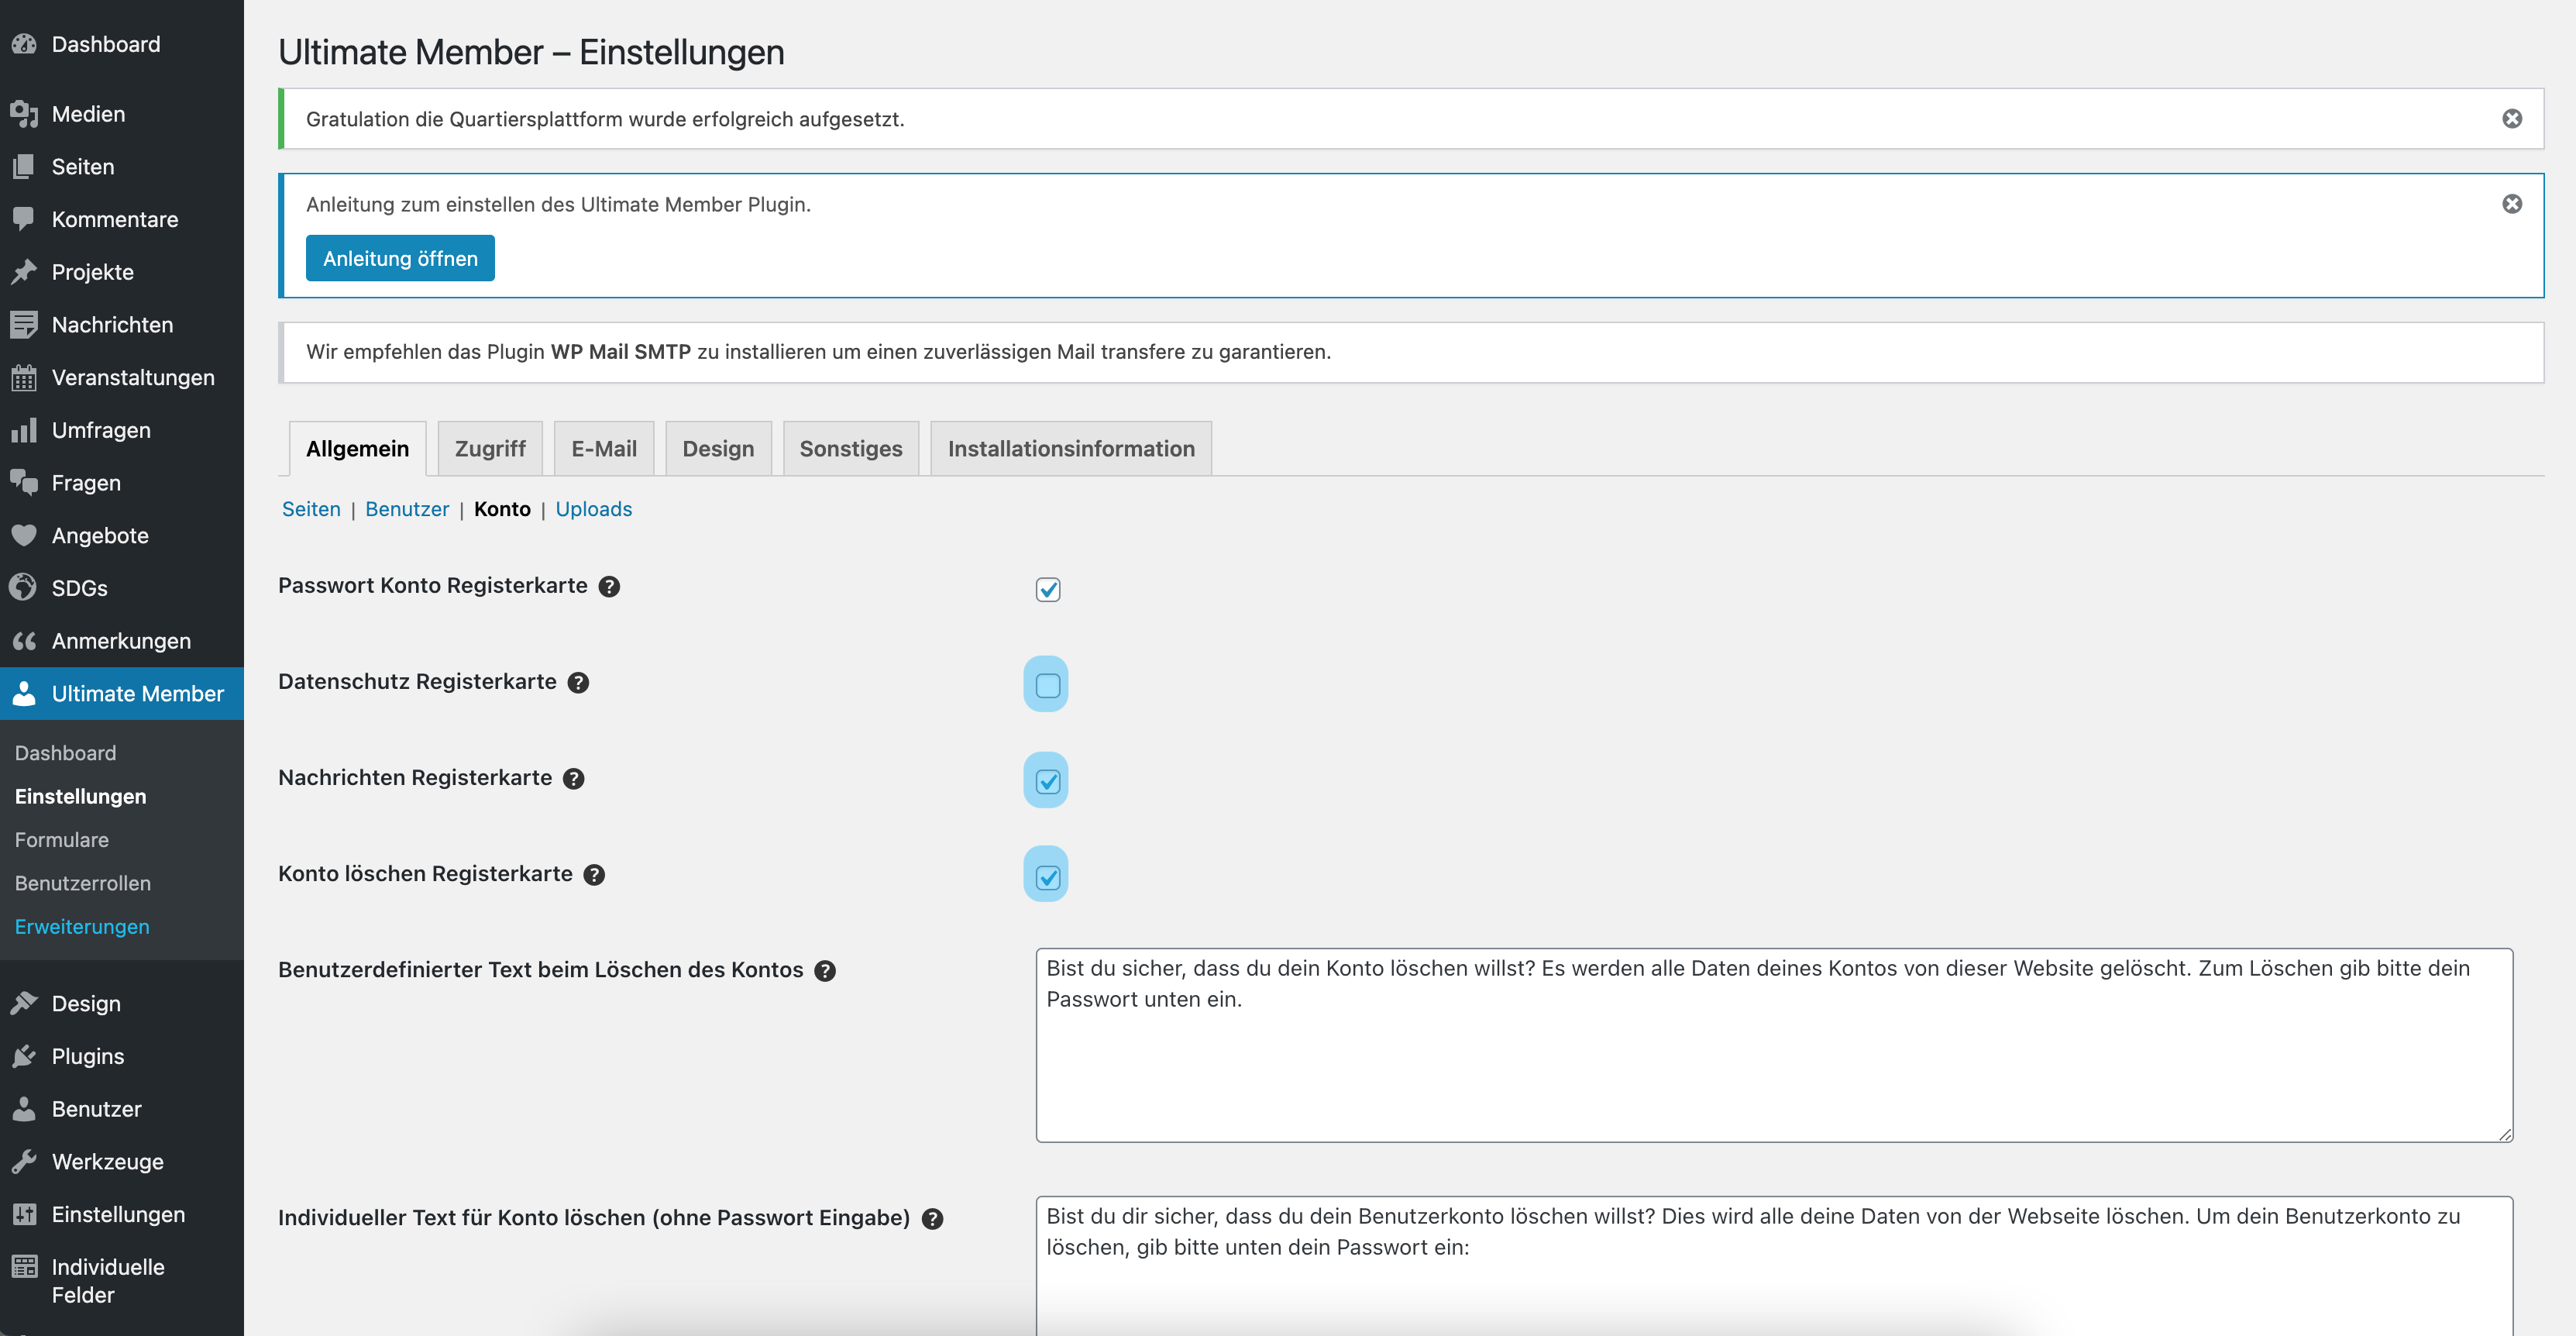 Dashboard
Medien
Seiten
Kommentare
Projekte
Nachrichten
Veranstaltungen
Umfragen
Fragen
Angebote
SDGs
Anmerkungen
Ultimate Member
Dashboard
Einstellungen
Formulare
Benutzerrollen
Erweiterungen
Design
Plugins
Benutzer
Werkzeuge
Einstellungen
Individuelle
Felder
Ultimate Member – Einstellungen
Gratulation die Quartiersplattform wurde erfolgreich aufgesetzt.
Anleitung zum einstellen des Ultimate Member Plugin.
Anleitung öffnen
Wir empfehlen das Plugin WP Mail SMTP zu installieren um einen zuverlässigen Mail transfere zu garantieren.
Allgemein Zugriff E-Mail Design Sonstiges Installationsinformation
Seiten | Benutzer | Konto | Uploads
Passwort Konto Registerkarte ?
Datenschutz Registerkarte ?
Nachrichten Registerkarte ?
Konto löschen Registerkarte ?
Benutzerdefinierter Text beim Löschen des Kontos ?
Bist du sicher, dass du dein Konto löschen willst? Es werden alle Daten deines Kontos von dieser Website gelöscht. Zum Löschen gib bitte dein
Passwort unten ein.
Individueller Text für Konto löschen (ohne Passwort Eingabe) ?
Bist du dir sicher, dass du dein Benutzerkonto löschen willst? Dies wird alle deine Daten von der Webseite löschen. Um dein Benutzerkonto zu
löschen, gib bitte unten dein Passwort ein: